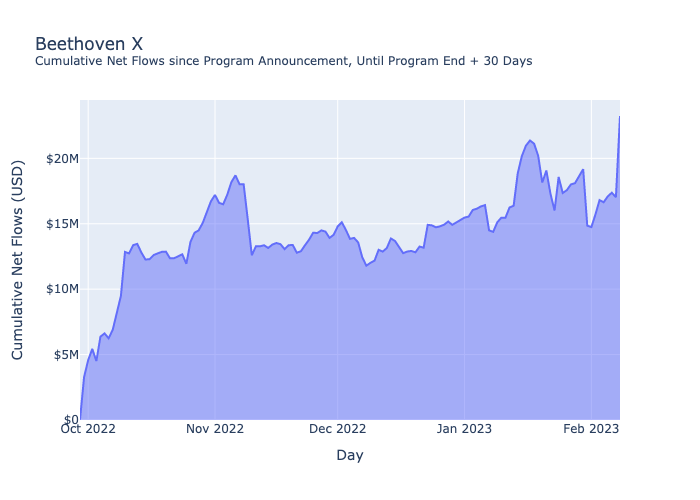 Beethoven X
Cumulative Net Flows since Program Announcement, Until Program End + 30 Days
Cumulative Net Flows (USD)
$20M
$15M
$10M
$5M
$0
Oct 2022
Nov 2022
Dec 2022
Jan 2023
Feb 2023
Day